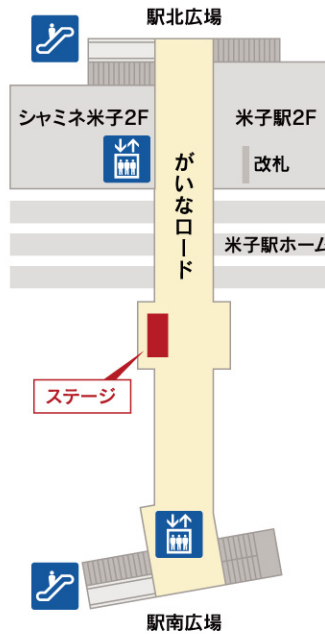 駅北広場
シャミネ米子2F
米子駅2F
改札
がいなロード
米子駅ホーム
ステージ
駅南広場